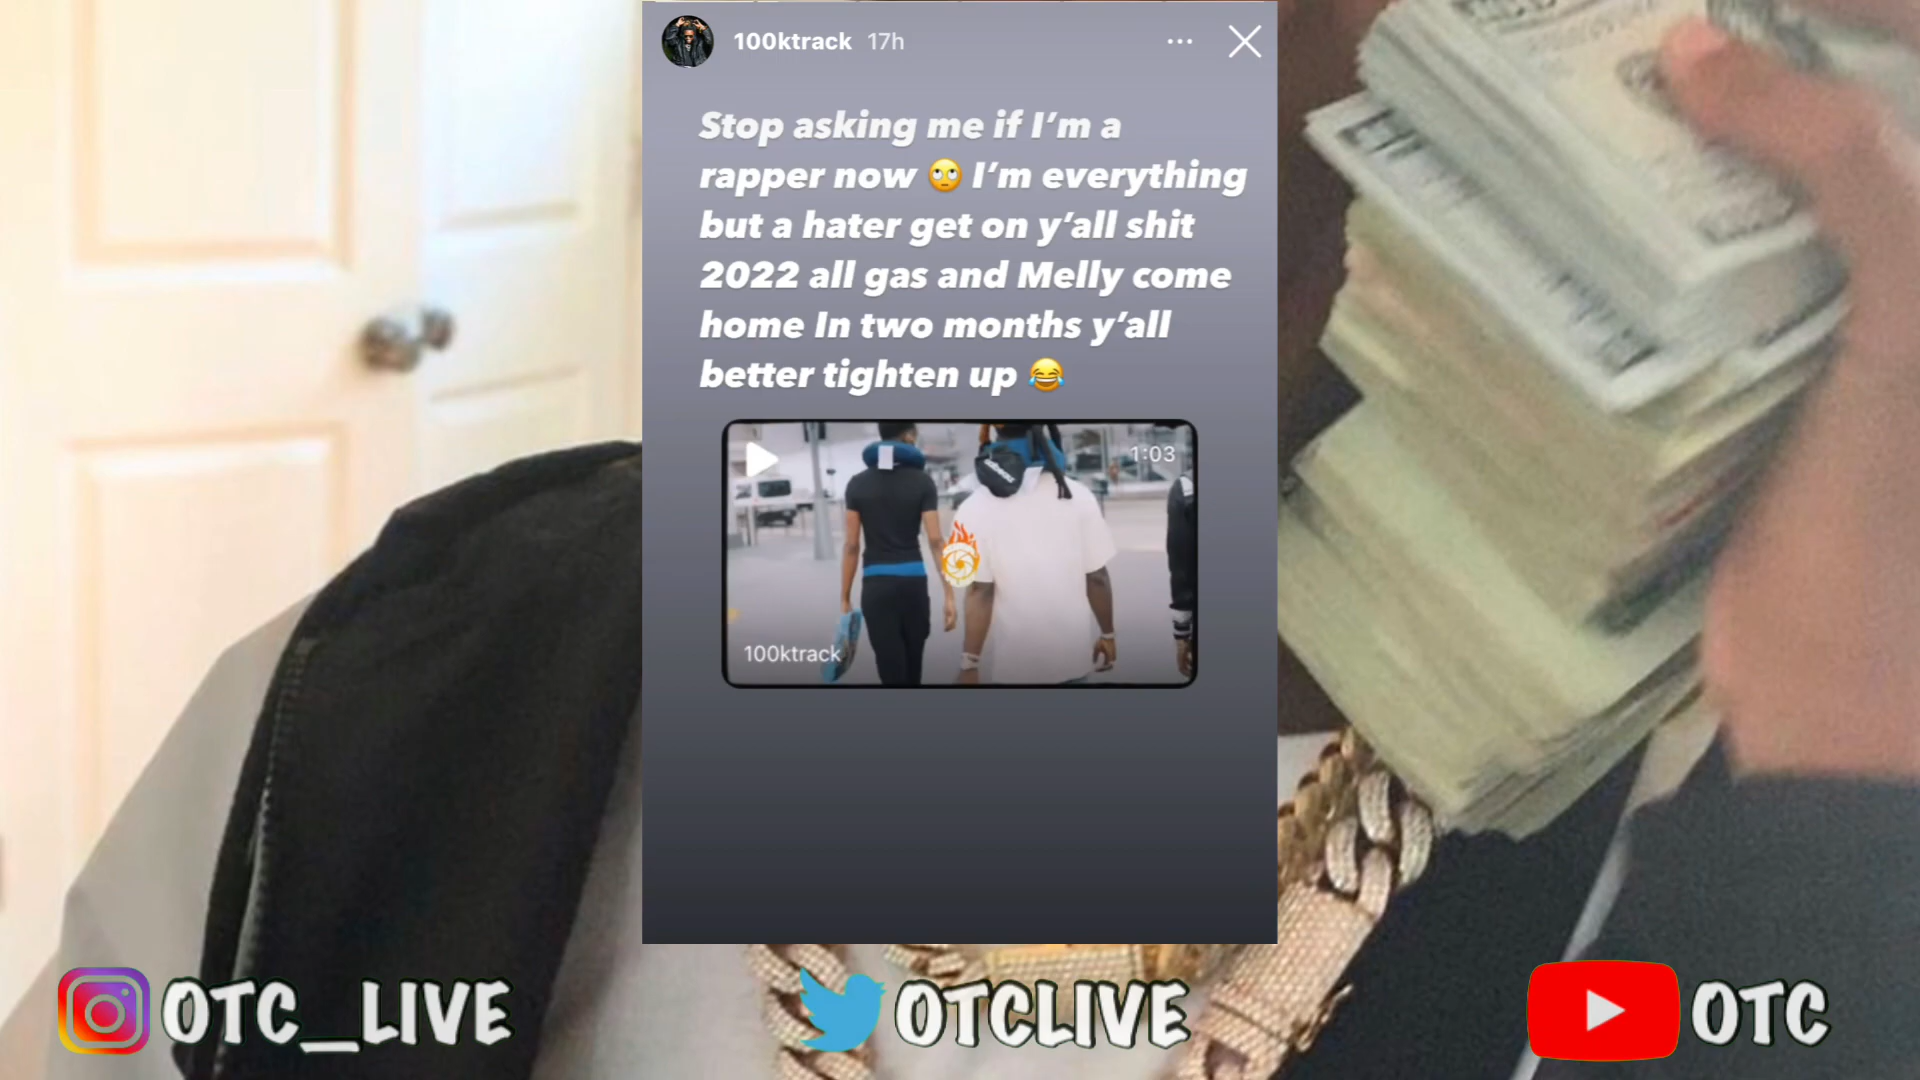 100ktrack 17h
Stop asking me if I'm a
rapper now 🙄 I'm everything
but a hater get on y'all shit
2022 all gas and Melly come
home In two months y'all
better tighten up 😂
1:03
100ktrack
OTC_LIVE
OTCLIVE
OTC